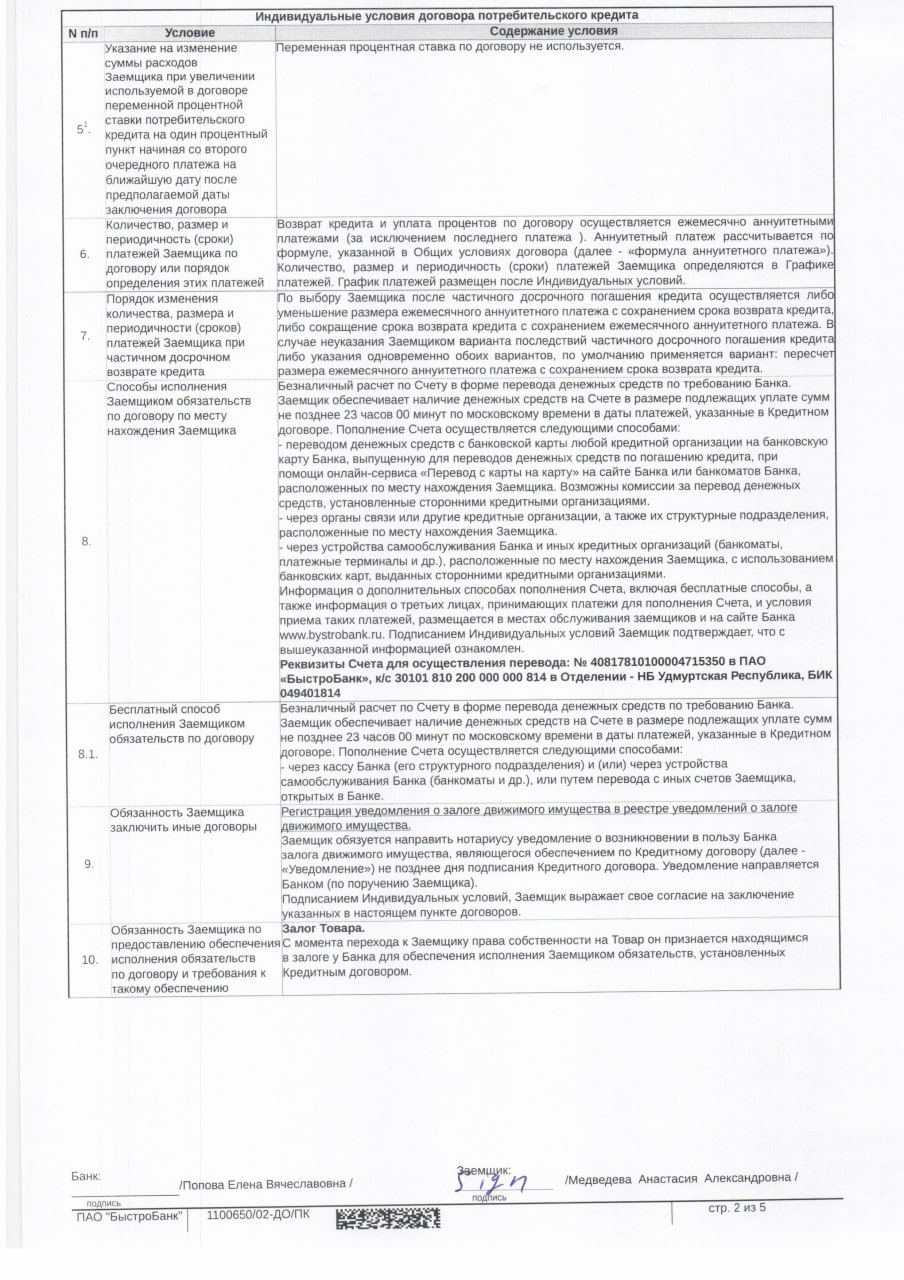 Индивидуальные условия договора потребительского кредита
N п/п Условие Содержание условия
5¹.
Указание на изменение
суммы расходов
Заемщика при увеличении
используемой в договоре
переменной процентной
ставки потребительского
кредита на один процентный
пункт начиная со второго
очередного платежа на
ближайшую дату после
предполагаемой даты
заключения договора
Переменная процентная ставка по договору не используется.
6.
Количество, размер и
периодичность (сроки)
платежей Заемщика по
договору или порядок
определения этих платежей
Возврат кредита и уплата процентов по договору осуществляется ежемесячно аннуитетными
платежами (за исключением последнего платежа ). Аннуитетный платеж рассчитывается по
формуле, указанной в Общих условиях договора (далее - «формула аннуитетного платежа»).
Количество, размер и периодичность (сроки) платежей Заемщика определяются в Графике
платежей. График платежей размещен после Индивидуальных условий.
7.
Порядок изменения
количества, размера и
периодичности (сроков)
платежей Заемщика при
частичном досрочном
возврате кредита
По выбору Заемщика после частичного досрочного погашения кредита осуществляется либо
уменьшение размера ежемесячного аннуитетного платежа с сохранением срока возврата кредита,
либо сокращение срока возврата кредита с сохранением ежемесячного аннуитетного платежа. В
случае неуказания Заемщиком варианта последствий частичного досрочного погашения кредита
либо указания одновременно обоих вариантов, по умолчанию применяется вариант: пересчет
размера ежемесячного аннуитетного платежа с сохранением срока возврата кредита.
8.
Способы исполнения
Заемщиком обязательств
по договору по месту
нахождения Заемщика
Безналичный расчет по Счету в форме перевода денежных средств по требованию Банка.
Заемщик обеспечивает наличие денежных средств на Счете в размере подлежащих уплате сумм
не позднее 23 часов 00 минут по московскому времени в даты платежей, указанные в Кредитном
договоре. Пополнение Счета осуществляется следующими способами:
- переводом денежных средств с банковской карты любой кредитной организации на банковскую
карту Банка, выпущенную для переводов денежных средств по погашению кредита, при
помощи онлайн-сервиса «Перевод с карты на карту» на сайте Банка или банкоматов Банка,
расположенных по месту нахождения Заемщика. Возможны комиссии за перевод денежных
средств, установленные сторонними кредитными организациями.
- через органы связи или другие кредитные организации, а также их структурные подразделения,
расположенные по месту нахождения Заемщика.
- через устройства самообслуживания Банка и иных кредитных организаций (банкоматы,
платежные терминалы и др.), расположенные по месту нахождения Заемщика, с использованием
банковских карт, выданных сторонними кредитными организациями.
Информация о дополнительных способах пополнения Счета, включая бесплатные способы, а
также информация о третьих лицах, принимающих платежи для пополнения Счета, и условия
приема таких платежей, размещается в местах обслуживания заемщиков и на сайте Банка
www.bystrobank.ru. Подписанием Индивидуальных условий Заемщик подтверждает, что с
вышеуказанной информацией ознакомлен.
Реквизиты Счета для осуществления перевода: № 40817810100004715350 в ПАО
«БыстроБанк», к/с 30101 810 200 000 000 814 в Отделении - НБ Удмуртская Республика, БИК
049401814
8.1.
Бесплатный способ
исполнения Заемщиком
обязательств по договору
Безналичный расчет по Счету в форме перевода денежных средств по требованию Банка.
Заемщик обеспечивает наличие денежных средств на Счете в размере подлежащих уплате сумм
не позднее 23 часов 00 минут по московскому времени в даты платежей, указанные в Кредитном
договоре. Пополнение Счета осуществляется следующими способами:
- через кассу Банка (его структурного подразделения) и (или) через устройства
самообслуживания Банка (банкоматы и др.), или путем перевода с иных счетов Заемщика,
открытых в Банке.
9.
Обязанность Заемщика
заключить иные договоры
Регистрация уведомления о залоге движимого имущества в реестре уведомлений о залоге
движимого имущества.
Заемщик обязуется направить нотариусу уведомление о возникновении в пользу Банка
залога движимого имущества, являющегося обеспечением по Кредитному договору (далее -
«Уведомление») не позднее дня подписания Кредитного договора. Уведомление направляется
Банком (по поручению Заемщика).
Подписанием Индивидуальных условий, Заемщик выражает свое согласие на заключение
указанных в настоящем пункте договоров.
10.
Обязанность Заемщика по
предоставлению обеспечения
исполнения обязательств
по договору и требования к
такому обеспечению
Залог Товара.
С момента перехода к Заемщику права собственности на Товар он признается находящимся
в залоге у Банка для обеспечения исполнения Заемщиком обязательств, установленных
Кредитным договором.
Банк: /Попова Елена Вячеславовна /
подпись
Заемщик: Sign /Медведева Анастасия Александровна /
подпись
ПАО "БыстроБанк" 1100650/02-ДО/ПК стр. 2 из 5